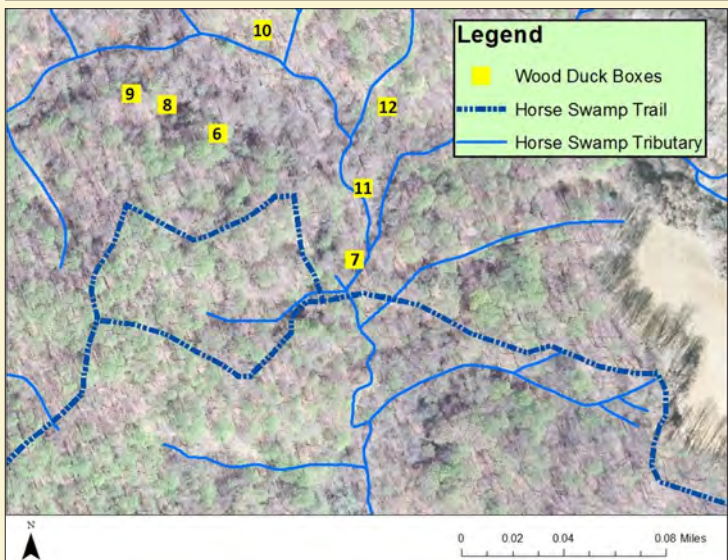 Legend
Wood Duck Boxes
Horse Swamp Trail
Horse Swamp Tributary
10
9
8
12
6
11
7
N
0 0.02 0.04 0.08 Miles